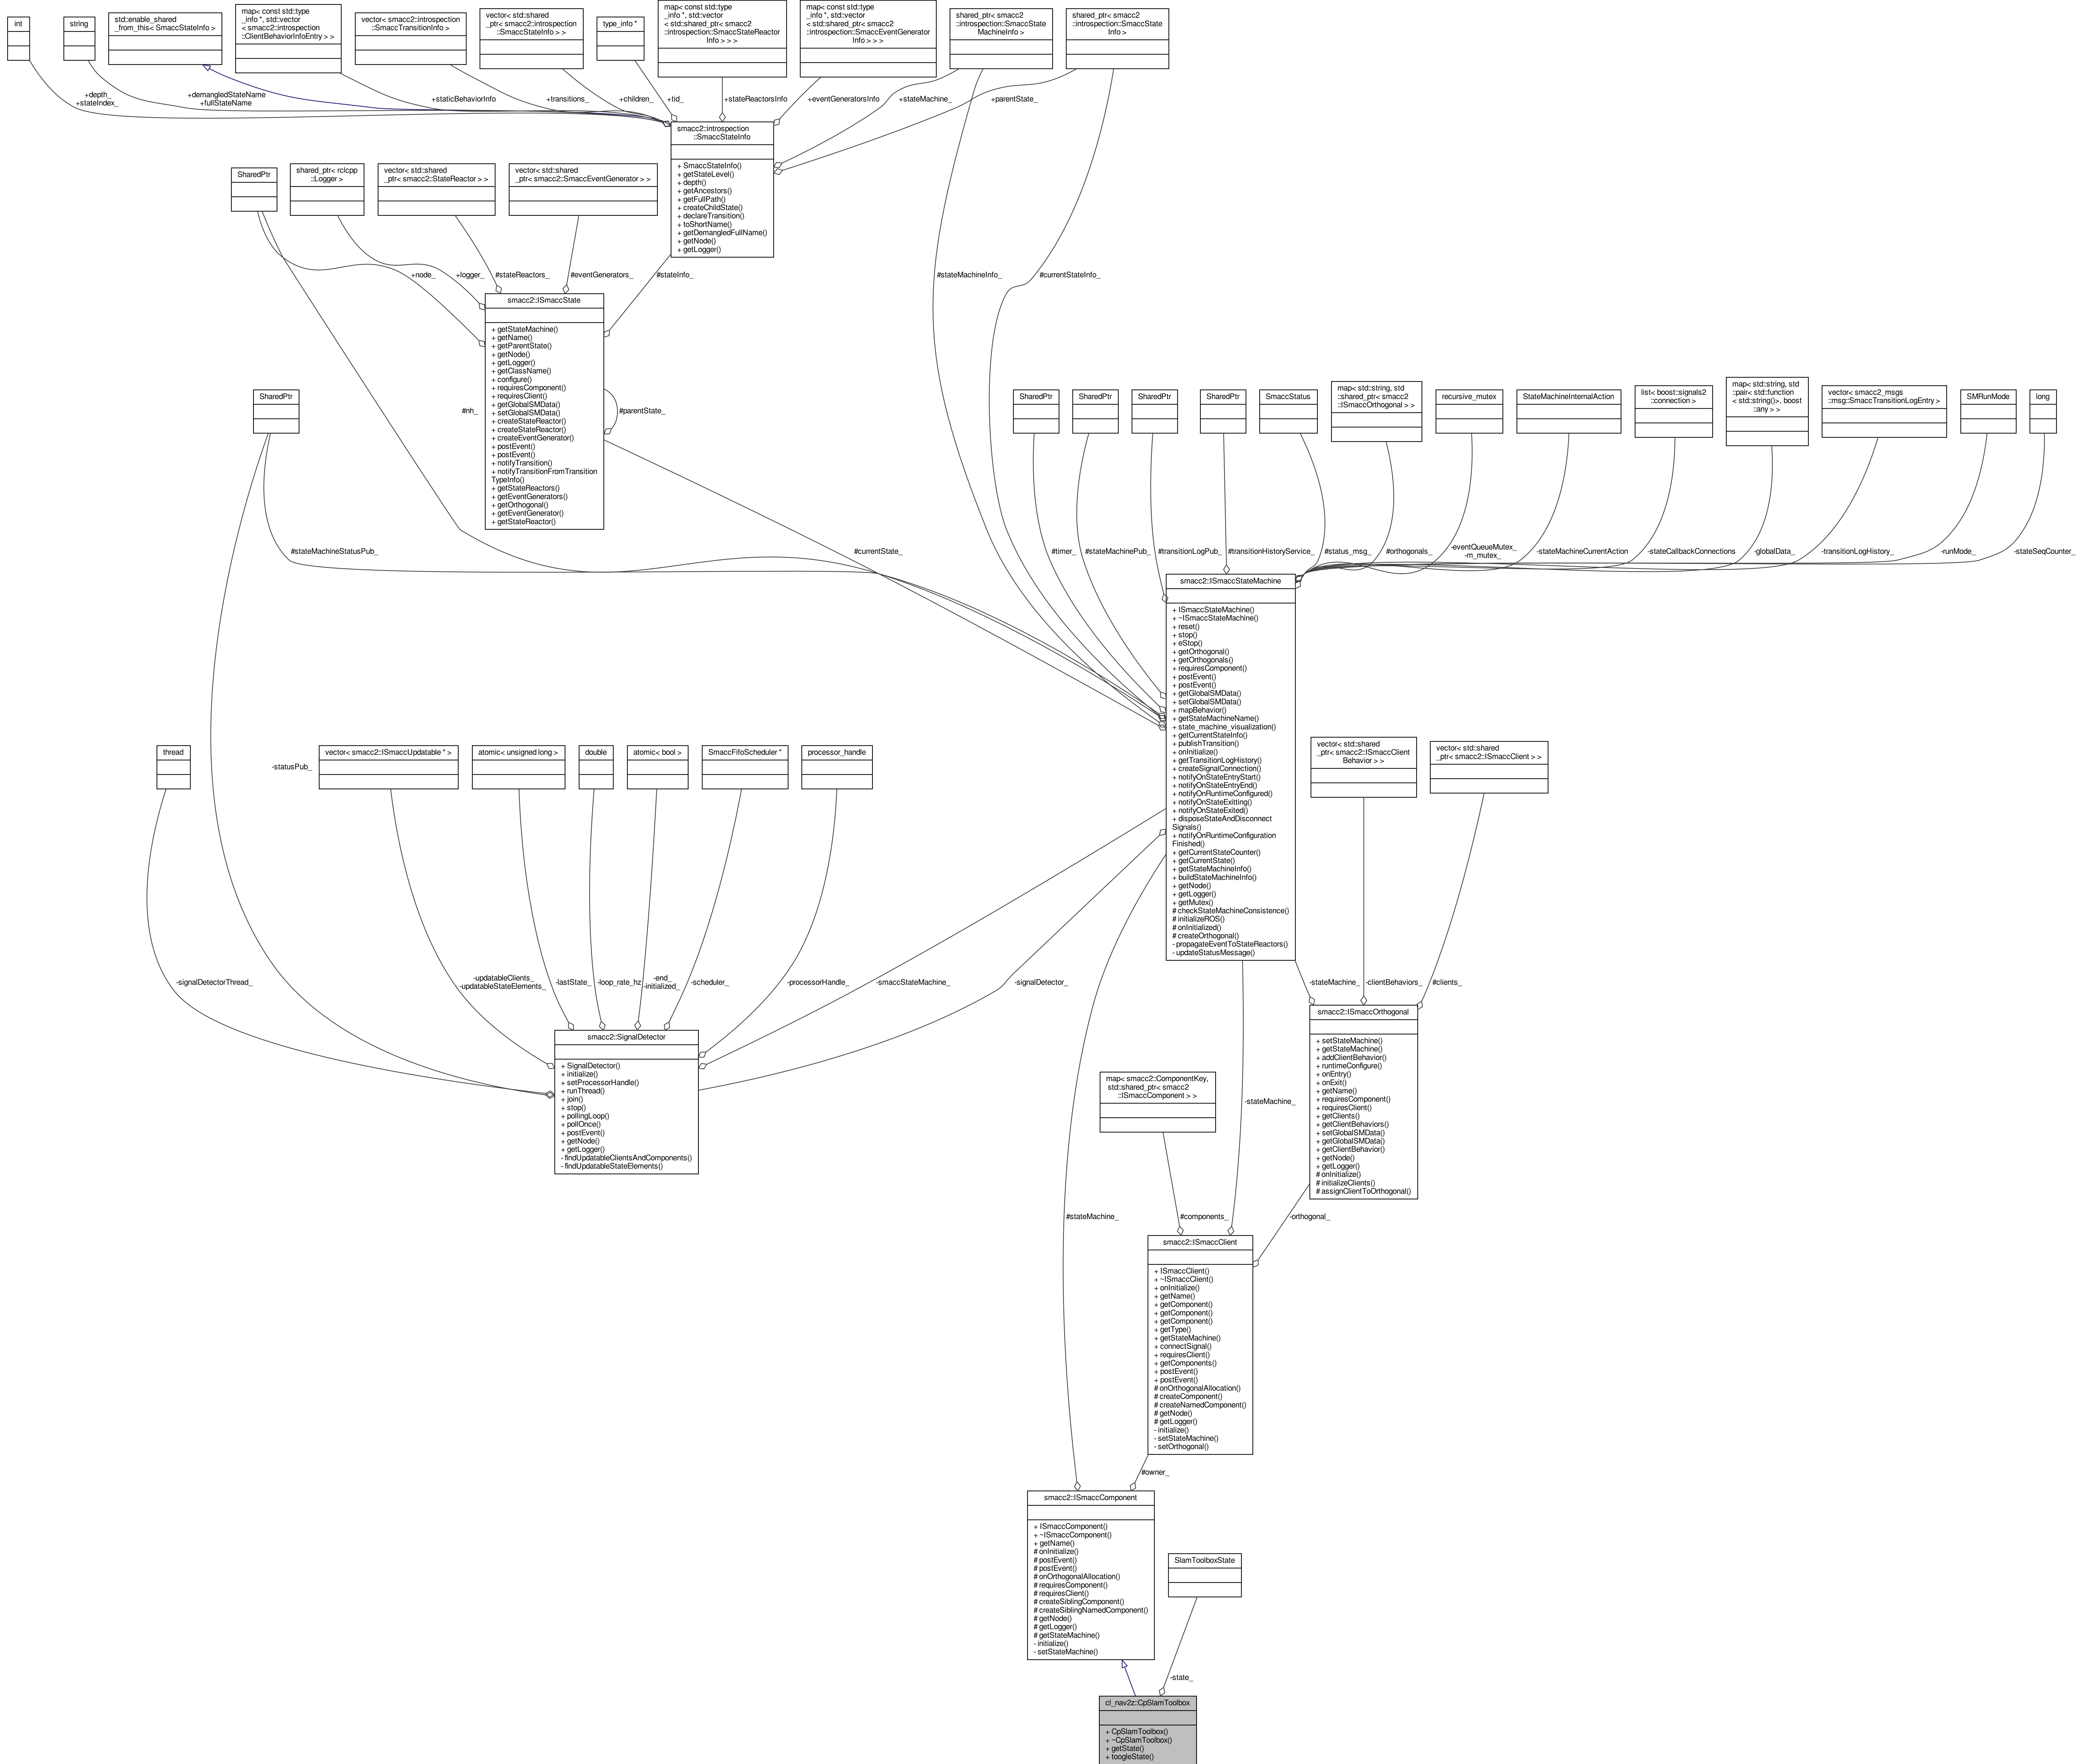 int
string
std::enable_shared
_from_this< SmaccStateInfo >
map< const std::type
_info *, std::vector
< smacc2::introspection
::ClientBehaviorInfoEntry > >
vector< smacc2::introspection
::SmaccTransitionInfo >
vector< std::shared
_ptr< smacc2::introspection
::SmaccStateInfo > >
type_info *
map< const std::type
_info *, std::vector
< std::shared_ptr< smacc2
::introspection::SmaccStateReactor
Info > > >
map< const std::type
_info *, std::vector
< std::shared_ptr< smacc2
::introspection::SmaccEventGenerator
Info > > >
shared_ptr< smacc2
::introspection::SmaccState
MachineInfo >
shared_ptr< smacc2
::introspection::SmaccState
Info >
+depth_
+stateIndex_
+demangledStateName
+fullStateName
+staticBehaviorInfo
+transitions_
+children_
+tid_
+stateReactorsInfo
+eventGeneratorsInfo
+stateMachine_
+parentState_
smacc2::introspection
::SmaccStateInfo
+ SmaccStateInfo()
+ getStateLevel()
+ depth()
+ getAncestors()
+ getFullPath()
+ createChildState()
+ declareTransition()
+ toShortName()
+ getDemangledFullName()
+ getNode()
+ getLogger()
SharedPtr
shared_ptr< rclcpp
::Logger >
vector< std::shared
_ptr< smacc2::StateReactor > >
vector< std::shared
_ptr< smacc2::SmaccEventGenerator > >
+node_
+logger_
#stateReactors_
#eventGenerators_
#stateInfo_
#stateMachineInfo_
#currentStateInfo_
smacc2::ISmaccState
+ getStateMachine()
+ getName()
+ getParentState()
+ getNode()
+ getLogger()
+ getClassName()
+ configure()
+ requiresComponent()
+ requiresClient()
+ getGlobalSMData()
+ setGlobalSMData()
+ createStateReactor()
+ createStateReactor()
+ createEventGenerator()
+ postEvent()
+ postEvent()
+ notifyTransition()
+ notifyTransitionFromTransition
TypeInfo()
+ getStateReactors()
+ getEventGenerators()
+ getOrthogonal()
+ getEventGenerator()
+ getStateReactor()
#nh_
#parentState_
SharedPtr
SharedPtr
SharedPtr
SharedPtr
SharedPtr
SmaccStatus
map< std::string, std
::shared_ptr< smacc2
::ISmaccOrthogonal > >
recursive_mutex
StateMachineInternalAction
list< boost::signals2
::connection >
map< std::string, std
::pair< std::function
< std::string()>, boost
::any > >
vector< smacc2_msgs
::msg::SmaccTransitionLogEntry >
SMRunMode
long
#stateMachineStatusPub_
#currentState_
#timer_
#stateMachinePub_
#transitionLogPub_
#transitionHistoryService_
#status_msg_
#orthogonals_
-eventQueueMutex_
-m_mutex_
-stateMachineCurrentAction
-stateCallbackConnections
-globalData_
-transitionLogHistory_
-runMode_
-stateSeqCounter_
smacc2::ISmaccStateMachine
+ ISmaccStateMachine()
+ ~ISmaccStateMachine()
+ reset()
+ stop()
+ eStop()
+ getOrthogonal()
+ getOrthogonals()
+ requiresComponent()
+ postEvent()
+ postEvent()
+ getGlobalSMData()
+ setGlobalSMData()
+ mapBehavior()
+ getStateMachineName()
+ state_machine_visualization()
+ getCurrentStateInfo()
+ publishTransition()
+ onInitialize()
+ getTransitionLogHistory()
+ createSignalConnection()
+ notifyOnStateEntryStart()
+ notifyOnStateEntryEnd()
+ notifyOnRuntimeConfigured()
+ notifyOnStateExitting()
+ notifyOnStateExited()
+ disposeStateAndDisconnect
Signals()
+ notifyOnRuntimeConfiguration
Finished()
+ getCurrentStateCounter()
+ getCurrentState()
+ getStateMachineInfo()
+ buildStateMachineInfo()
+ getNode()
+ getLogger()
+ getMutex()
# checkStateMachineConsistence()
# initializeROS()
# onInitialized()
# createOrthogonal()
- propagateEventToStateReactors()
- updateStatusMessage()
thread
-statusPub_
vector< smacc2::ISmaccUpdatable * >
atomic< unsigned long >
double
atomic< bool >
SmaccFifoScheduler *
processor_handle
vector< std::shared
_ptr< smacc2::ISmaccClient
Behavior > >
vector< std::shared
_ptr< smacc2::ISmaccClient > >
-signalDetectorThread_
-updatableClients_
-updatableStateElements_
-lastState_
-loop_rate_hz
-end_
-initialized_
-scheduler_
-processorHandle_
-smaccStateMachine_
-signalDetector_
-stateMachine_
-clientBehaviors_
#clients_
smacc2::SignalDetector
+ SignalDetector()
+ initialize()
+ setProcessorHandle()
+ runThread()
+ join()
+ stop()
+ pollingLoop()
+ pollOnce()
+ postEvent()
+ getNode()
+ getLogger()
- findUpdatableClientsAndComponents()
- findUpdatableStateElements()
smacc2::ISmaccOrthogonal
+ setStateMachine()
+ getStateMachine()
+ addClientBehavior()
+ runtimeConfigure()
+ onEntry()
+ onExit()
+ getName()
+ requiresComponent()
+ requiresClient()
+ getClients()
+ getClientBehaviors()
+ setGlobalSMData()
+ getGlobalSMData()
+ getClientBehavior()
+ getNode()
+ getLogger()
# onInitialize()
# initializeClients()
# assignClientToOrthogonal()
map< smacc2::ComponentKey,
std::shared_ptr< smacc2
::ISmaccComponent > >
-stateMachine_
#stateMachine_
#components_
-orthogonal_
smacc2::ISmaccClient
+ ISmaccClient()
+ ~ISmaccClient()
+ onInitialize()
+ getName()
+ getComponent()
+ getComponent()
+ getComponent()
+ getType()
+ getStateMachine()
+ connectSignal()
+ requiresClient()
+ getComponents()
+ postEvent()
+ postEvent()
# onOrthogonalAllocation()
# createComponent()
# createNamedComponent()
# getNode()
# getLogger()
- initialize()
- setStateMachine()
- setOrthogonal()
#owner_
smacc2::ISmaccComponent
+ ISmaccComponent()
+ ~ISmaccComponent()
+ getName()
# onInitialize()
# postEvent()
# postEvent()
# onOrthogonalAllocation()
# requiresComponent()
# requiresClient()
# createSiblingComponent()
# createSiblingNamedComponent()
# getNode()
# getLogger()
# getStateMachine()
- initialize()
- setStateMachine()
SlamToolboxState
-state_
cl_nav2z::CpSlamToolbox
+ CpSlamToolbox()
+ ~CpSlamToolbox()
+ getState()
+ toogleState()